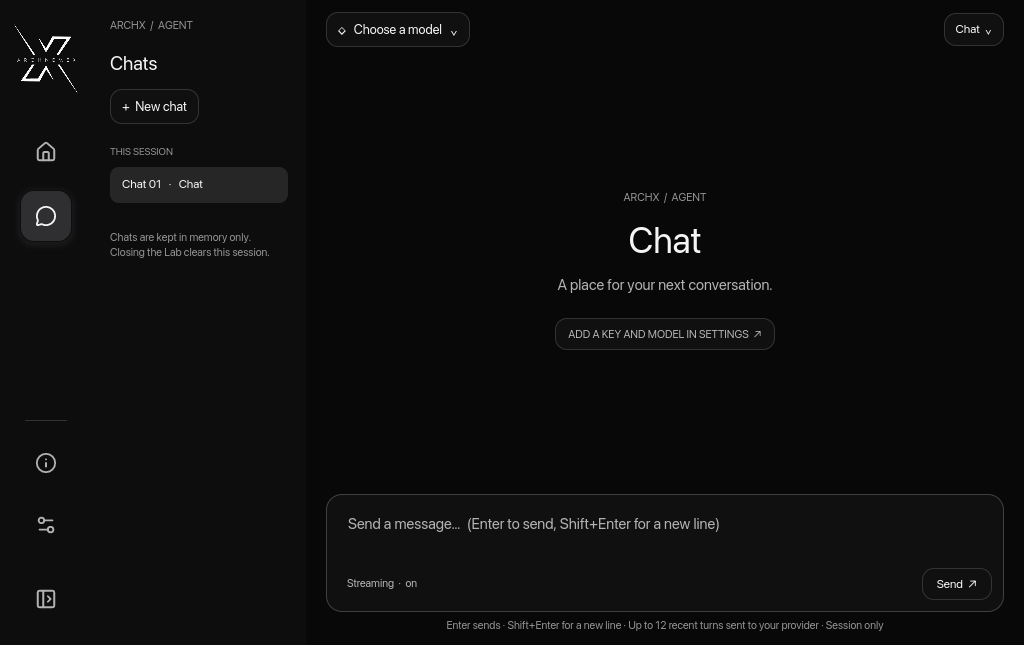 ARCHNEMEX
ARCHX / AGENT
Chats
+ New chat
THIS SESSION
Chat 01 · Chat
Chats are kept in memory only.
Closing the Lab clears this session.
Choose a model
Chat
ARCHX / AGENT
Chat
A place for your next conversation.
ADD A KEY AND MODEL IN SETTINGS ↗
Send a message... (Enter to send, Shift+Enter for a new line)
Streaming · on
Send ↗
Enter sends · Shift+Enter for a new line · Up to 12 recent turns sent to your provider · Session only